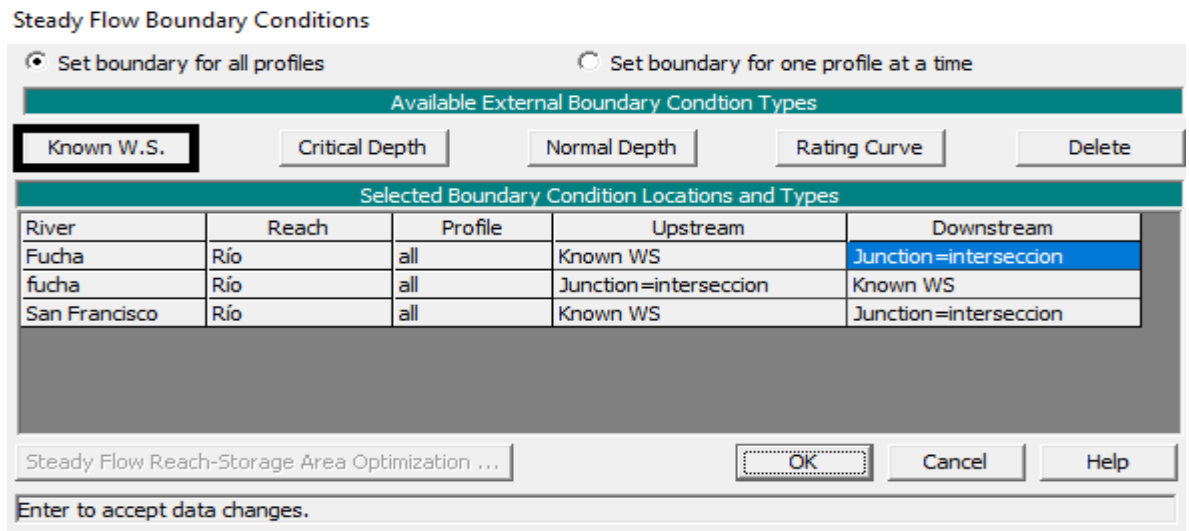 Steady Flow Boundary Conditions
Set boundary for all profiles Set boundary for one profile at a time
Available External Boundary Condtion Types
Known W.S. Critical Depth Normal Depth Rating Curve Delete
Selected Boundary Condition Locations and Types
River Reach Profile Upstream Downstream
Fucha Río all Known WS Junction=interseccion
fucha Río all Junction=interseccion Known WS
San Francisco Río all Known WS Junction=interseccion
Steady Flow Reach-Storage Area Optimization ... OK Cancel Help
Enter to accept data changes.